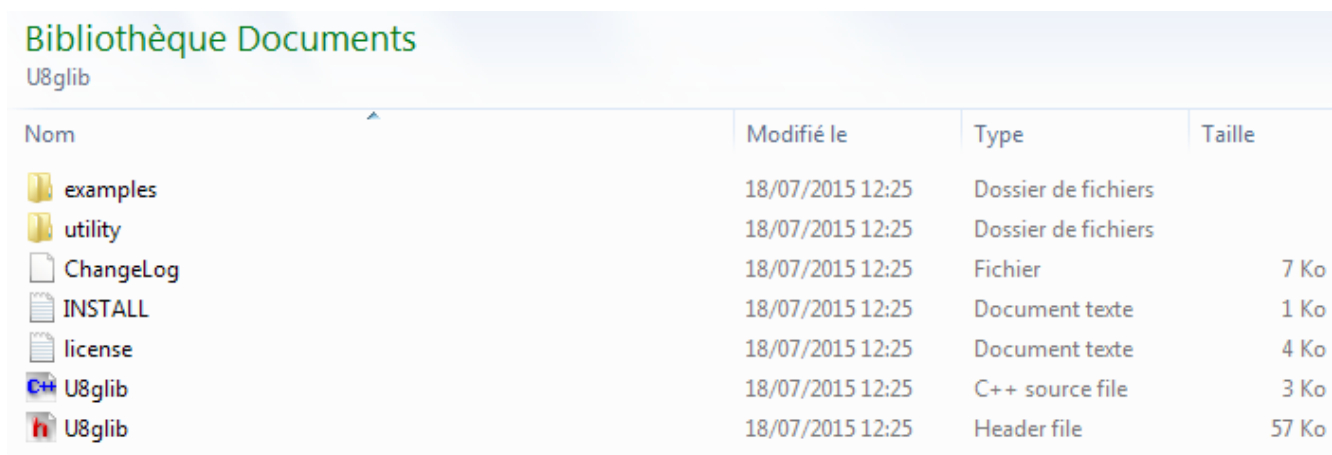 Bibliothèque Documents
U8glib
Nom Modifié le Type Taille
examples 18/07/2015 12:25 Dossier de fichiers
utility 18/07/2015 12:25 Dossier de fichiers
ChangeLog 18/07/2015 12:25 Fichier 7 Ko
INSTALL 18/07/2015 12:25 Document texte 1 Ko
license 18/07/2015 12:25 Document texte 4 Ko
C++ U8glib 18/07/2015 12:25 C++ source file 3 Ko
h U8glib 18/07/2015 12:25 Header file 57 Ko